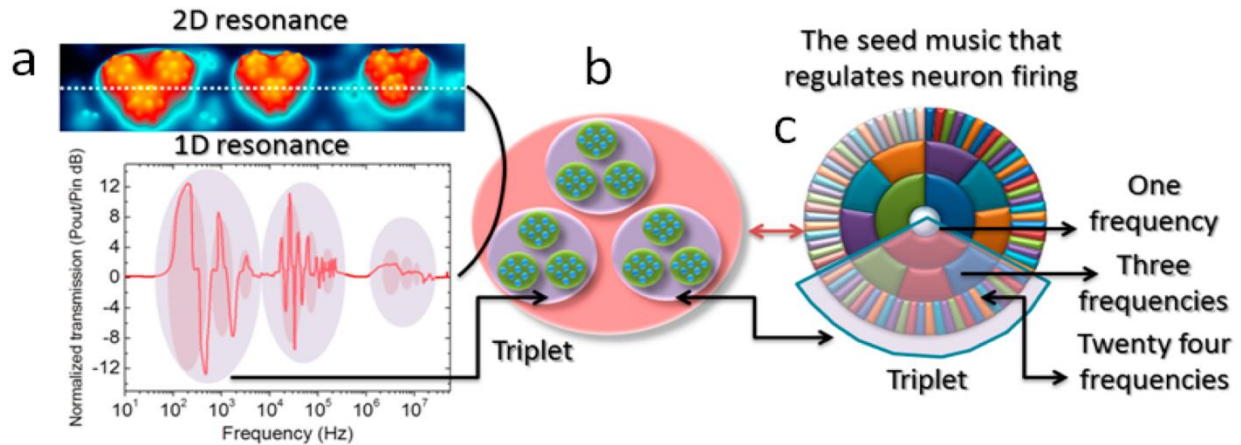 2D resonance
a
1D resonance
Normalized transmission (Pout/Pin dB)
12
8
4
0
-4
-8
-12
10¹ 10² 10³ 10⁴ 10⁵ 10⁶ 10⁷
Frequency (Hz)
b
Triplet
The seed music that
regulates neuron firing
c
One
frequency
Three
frequencies
Twenty four
frequencies
Triplet